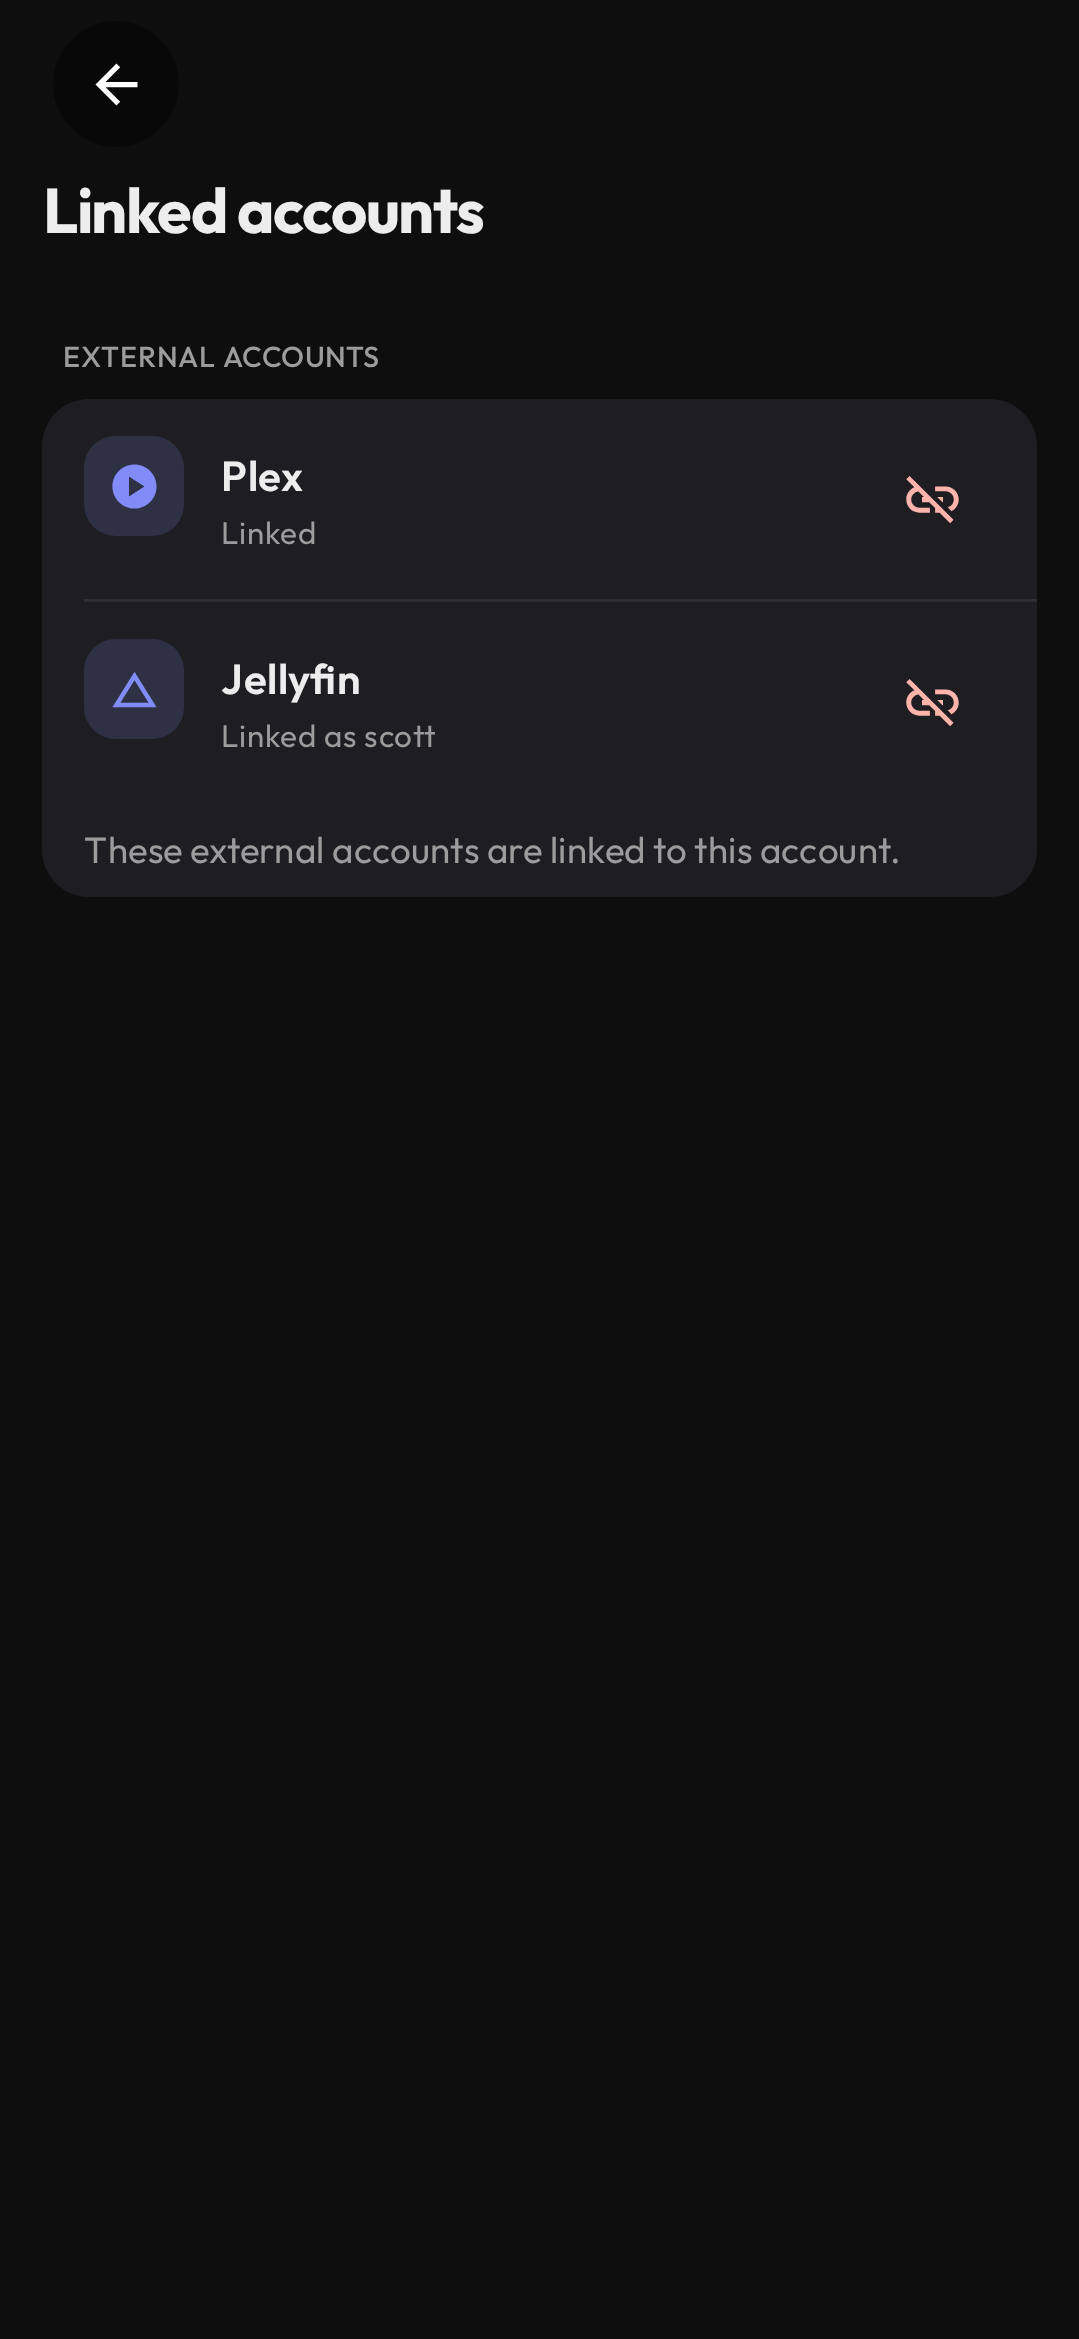 Linked accounts
EXTERNAL ACCOUNTS
Plex
Linked
Jellyfin
Linked as scott
These external accounts are linked to this account.